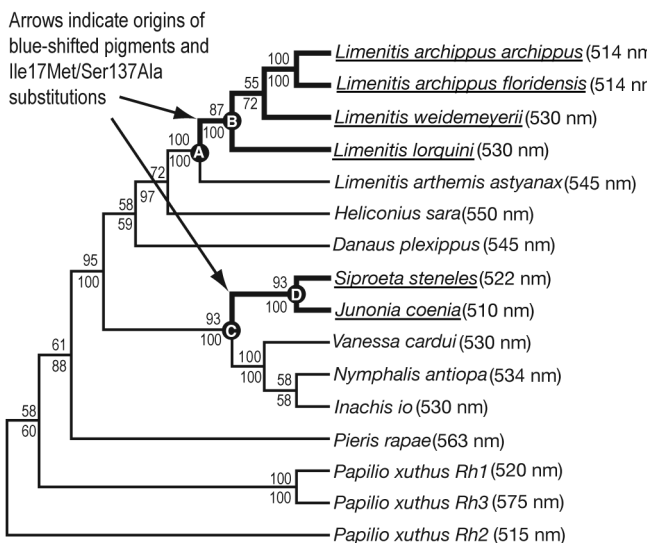 Arrows indicate origins of
blue-shifted pigments and
Ile17Met/Ser137Ala
substitutions
100
100
Limenitis archippus archippus (514 nm
Limenitis archippus floridensis (514 nm
55
72
Limenitis weidemeyerii (530 nm)
87
100
B
Limenitis lorquini (530 nm)
100
100
A
Limenitis arthemis astyanax (545 nm)
72
97
Heliconius sara (550 nm)
58
59
Danaus plexippus (545 nm)
95
100
93
100
D
Siproeta steneles (522 nm)
Junonia coenia (510 nm)
93
100
C
Vanessa cardui (530 nm)
100
100
Nymphalis antiopa (534 nm)
58
58
Inachis io (530 nm)
61
88
Pieris rapae (563 nm)
58
60
100
100
Papilio xuthus Rh1 (520 nm)
Papilio xuthus Rh3 (575 nm)
Papilio xuthus Rh2 (515 nm)